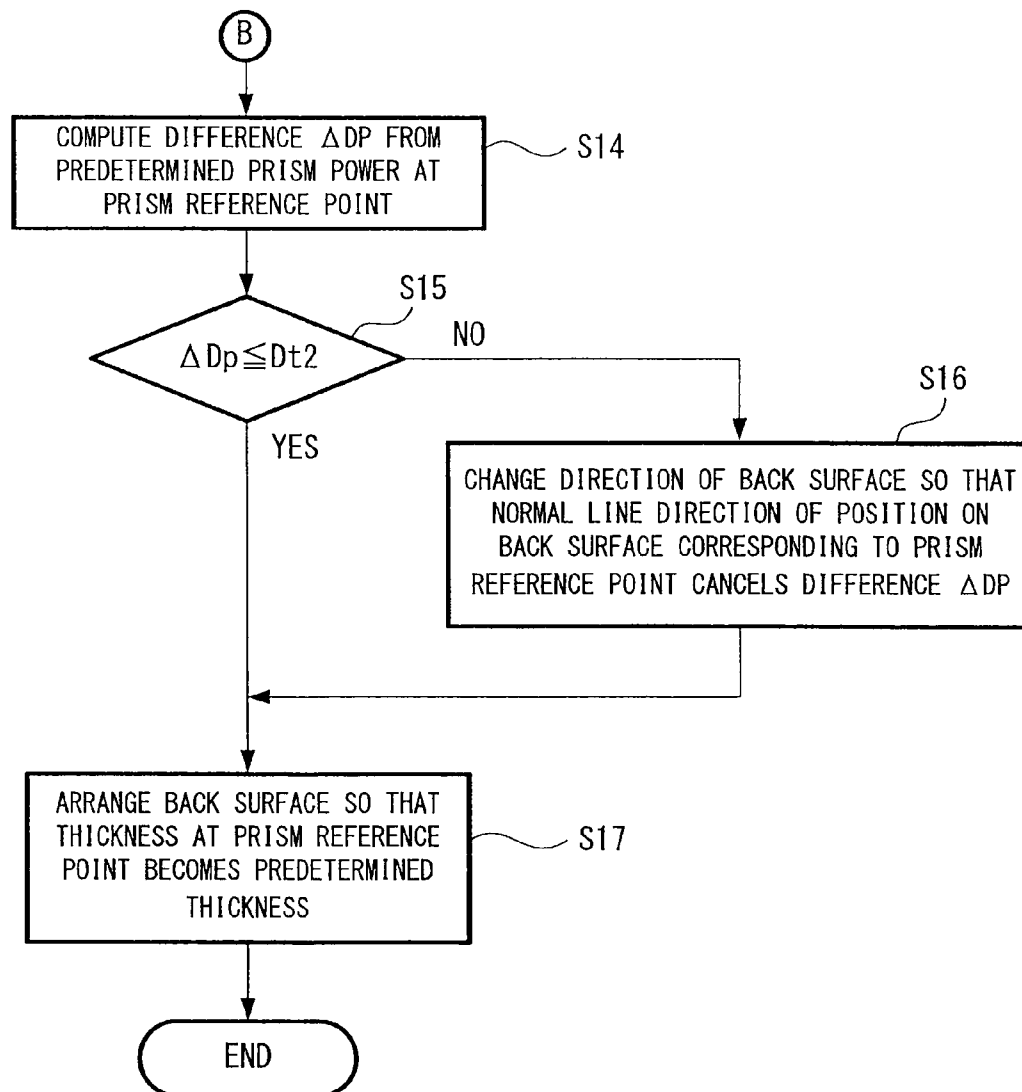 B
COMPUTE DIFFERENCE ΔDP FROM
PREDETERMINED PRISM POWER AT
PRISM REFERENCE POINT
S14
S15
ΔDp≦Dt2
NO
YES
S16
CHANGE DIRECTION OF BACK SURFACE SO THAT
NORMAL LINE DIRECTION OF POSITION ON
BACK SURFACE CORRESPONDING TO PRISM
REFERENCE POINT CANCELS DIFFERENCE ΔDP
ARRANGE BACK SURFACE SO THAT
THICKNESS AT PRISM REFERENCE
POINT BECOMES PREDETERMINED
THICKNESS
S17
END